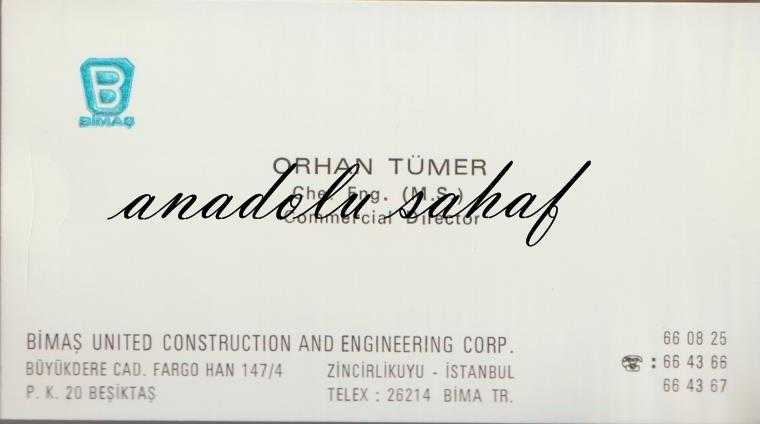 B
BİMAŞ
ORHAN TÜMER
Che. Eng. (M.S.)
Commercial Director
anadolu sahaf
BİMAŞ UNITED CONSTRUCTION AND ENGINEERING CORP.
BÜYÜKDERE CAD. FARGO HAN 147/4 ZİNCİRLİKUYU - İSTANBUL
P. K. 20 BEŞİKTAŞ TELEX : 26214 BİMA TR.
66 08 25
☎ : 66 43 66
66 43 67